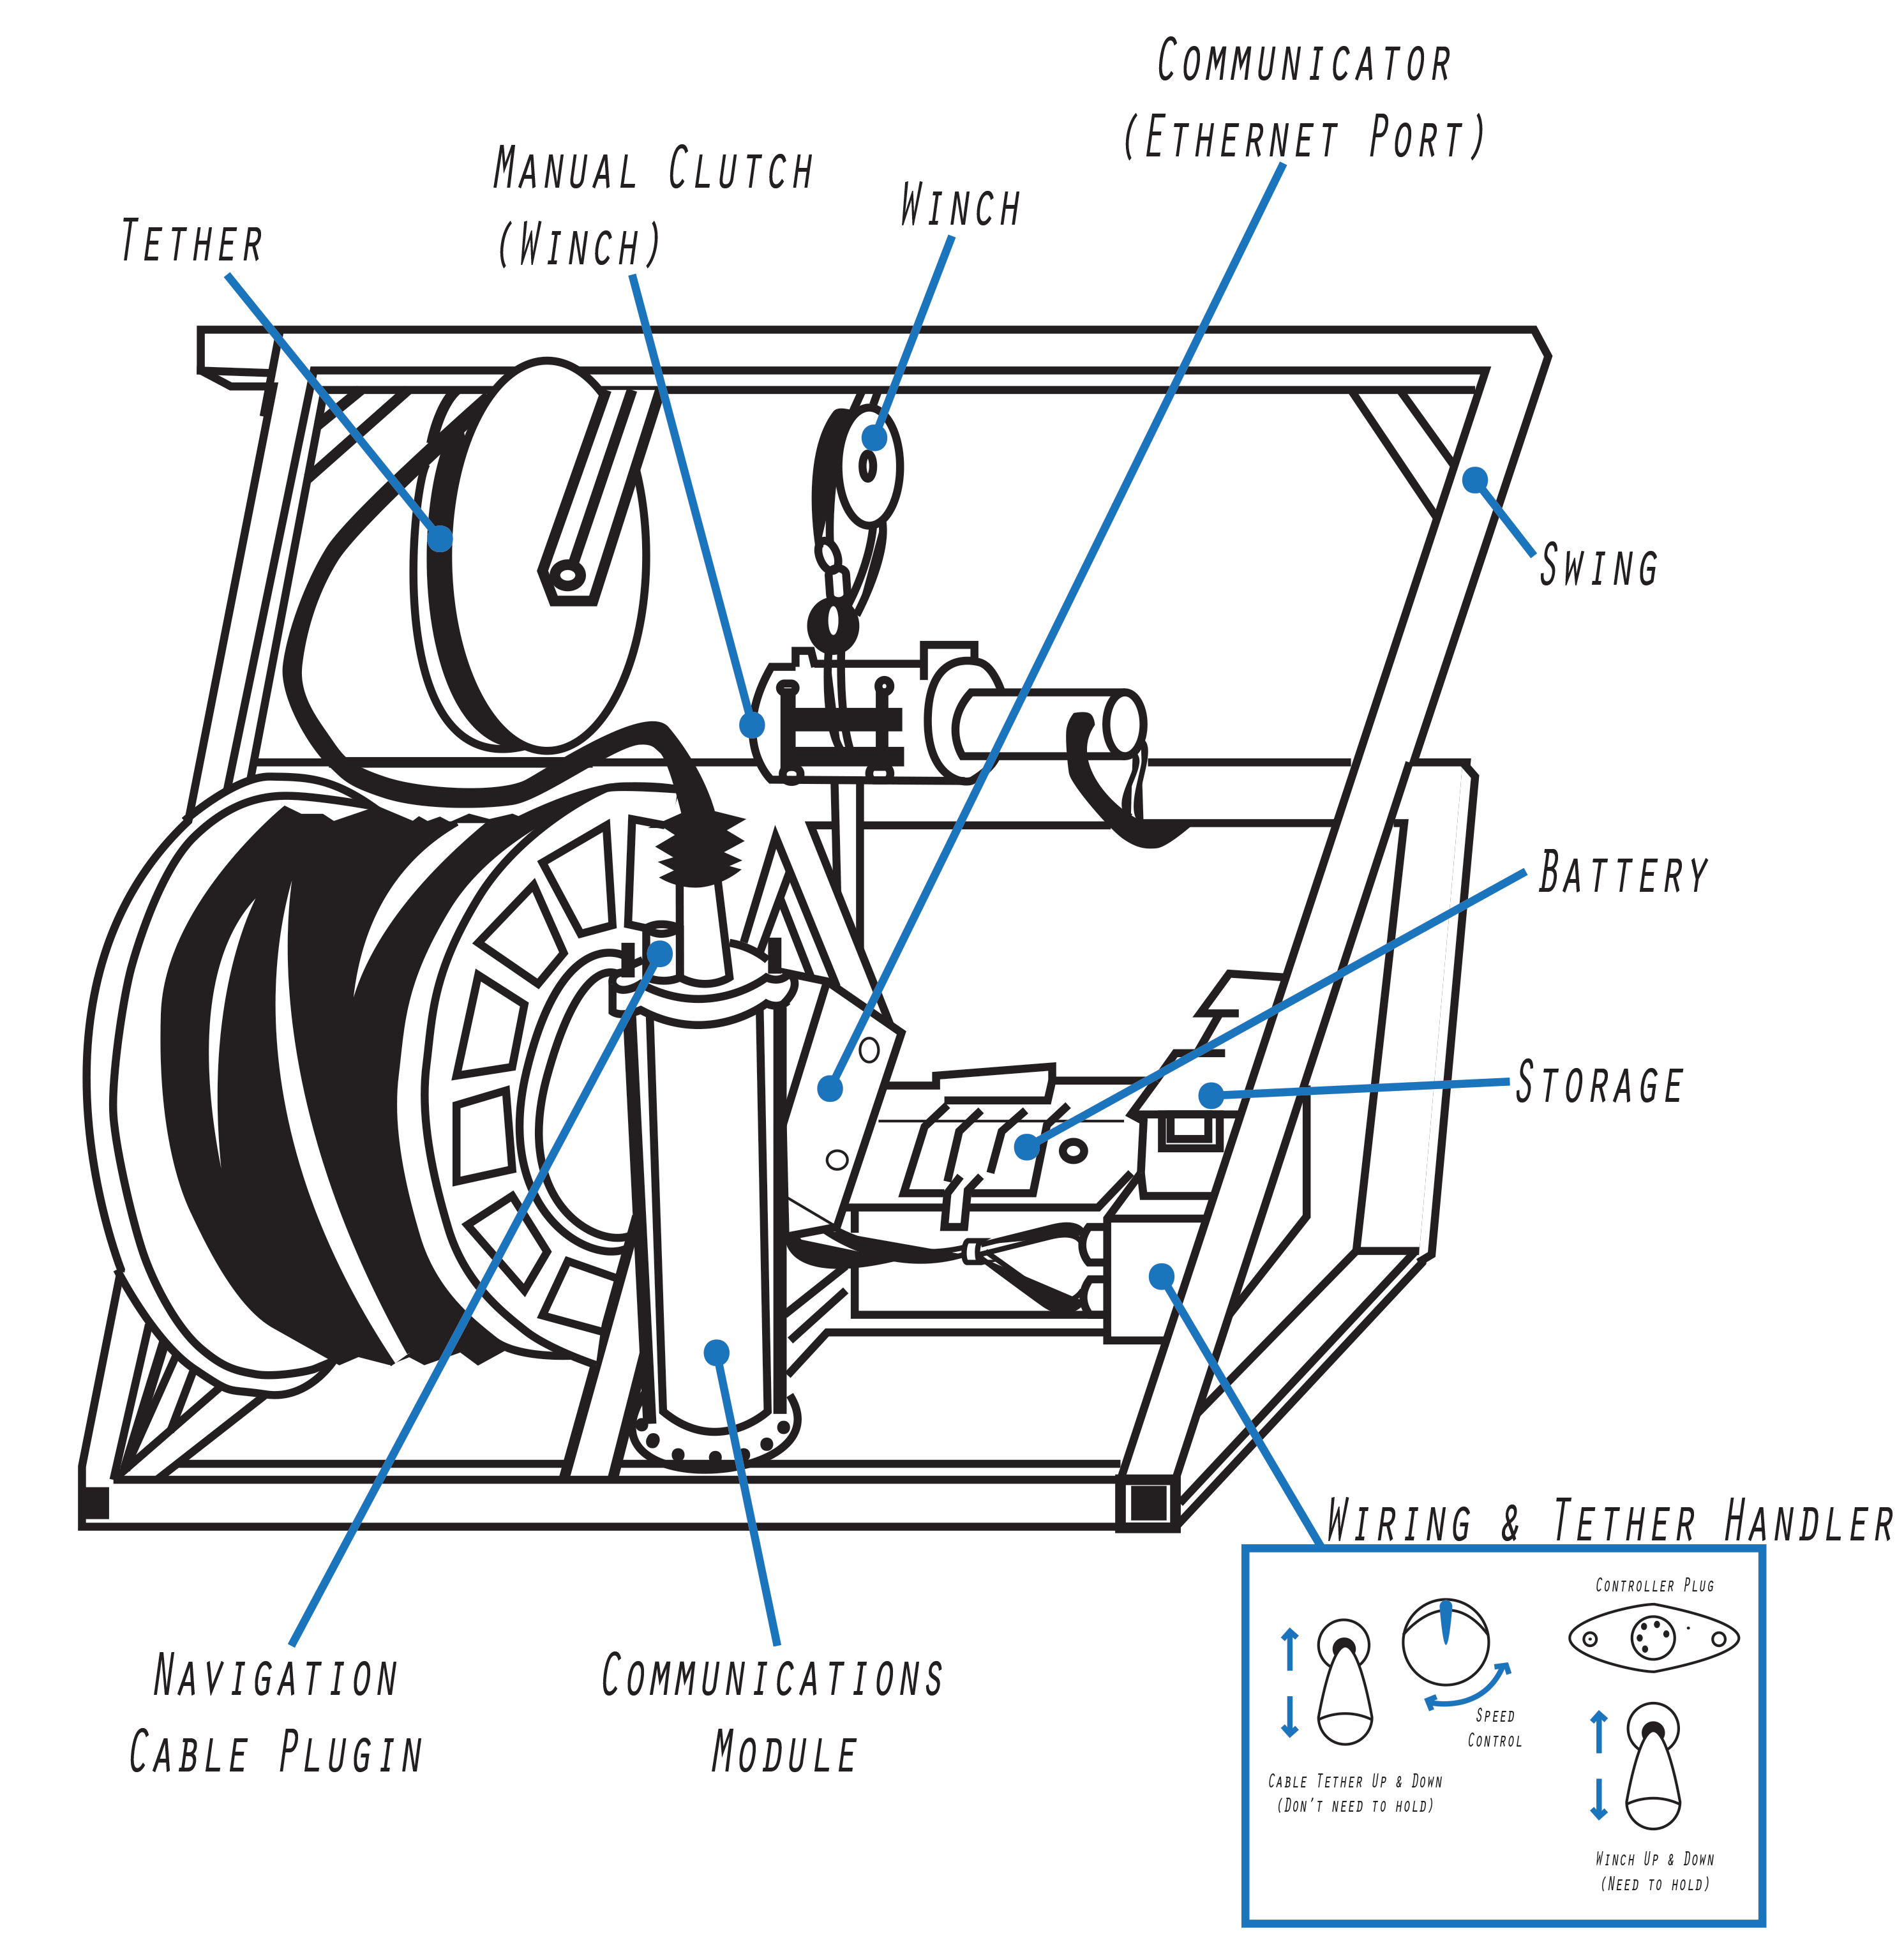 Communicator
(Ethernet Port)
Manual Clutch
(Winch)
Winch
Tether
Swing
Battery
Storage
Wiring & Tether Handler
Controller Plug
Speed
Control
Cable Tether Up & Down
(Don't need to hold)
Winch Up & Down
(Need to hold)
Navigation
Cable Plugin
Communications
Module